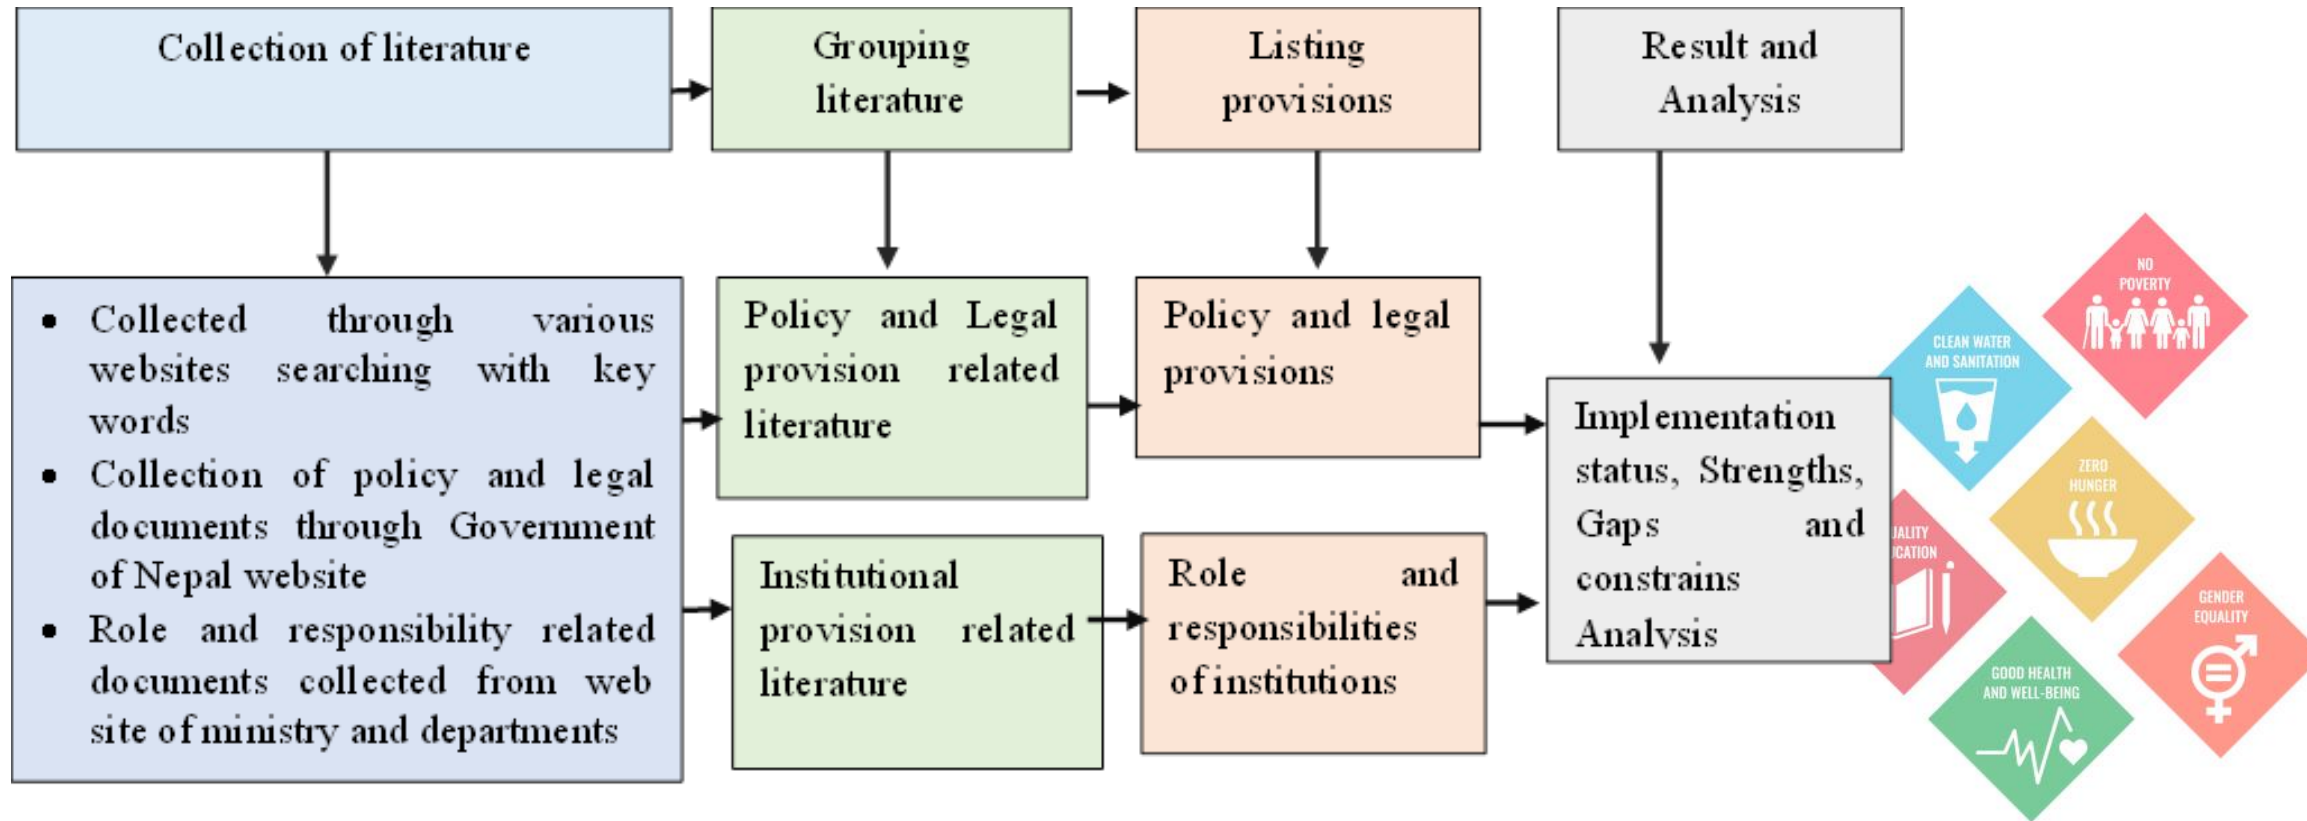 Collection of literature
Grouping
literature
Listing
provisions
Result and
Analysis
• Collected through various
websites searching with key
words
• Collection of policy and legal
documents through Government
of Nepal website
• Role and responsibility related
documents collected from web
site of ministry and departments
Policy and Legal
provision related
literature
Institutional
provision related
literature
Policy and legal
provisions
Role and
responsibilities
of institutions
Implementation
status, Strengths,
Gaps and
constrains
Analysis
NO
POVERTY
CLEAN WATER
AND SANITATION
ZERO
HUNGER
GENDER
EQUALITY
GOOD HEALTH
AND WELL-BEING